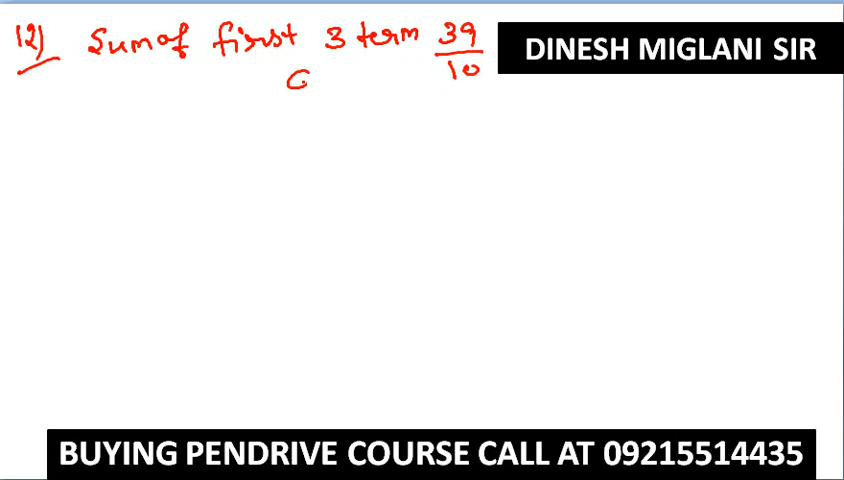 12) Sum of first 3 term 39/10
G
DINESH MIGLANI SIR
BUYING PENDRIVE COURSE CALL AT 09215514435